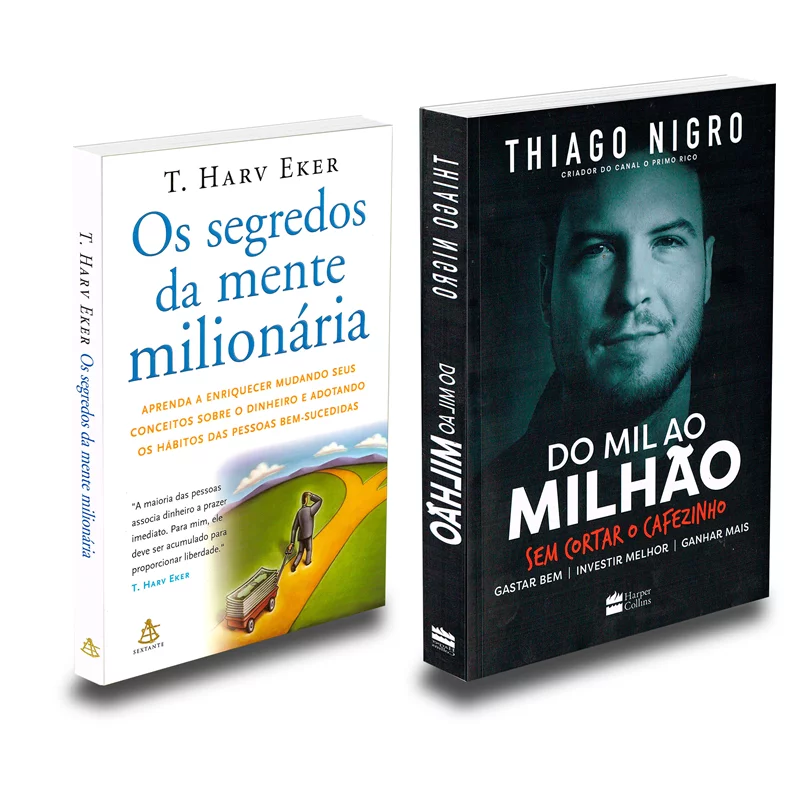 T. HARV EKER Os segredos da mente milionária
T. HARV EKER
Os segredos
da mente
milionária
APRENDA A ENRIQUECER MUDANDO SEUS
CONCEITOS SOBRE O DINHEIRO E ADOTANDO
OS HÁBITOS DAS PESSOAS BEM-SUCEDIDAS
"A maioria das pessoas
associa dinheiro a prazer
imediato. Para mim, ele
deve ser acumulado para
proporcionar liberdade."
T. HARV EKER
SEXTANTE
THIAGO NIGRO DO MIL AO MILHÃO
THIAGO NIGRO
CRIADOR DO CANAL O PRIMO RICO
DO MIL AO
MILHÃO
SEM CORTAR O CAFEZINHO
GASTAR BEM | INVESTIR MELHOR | GANHAR MAIS
Harper
Collins